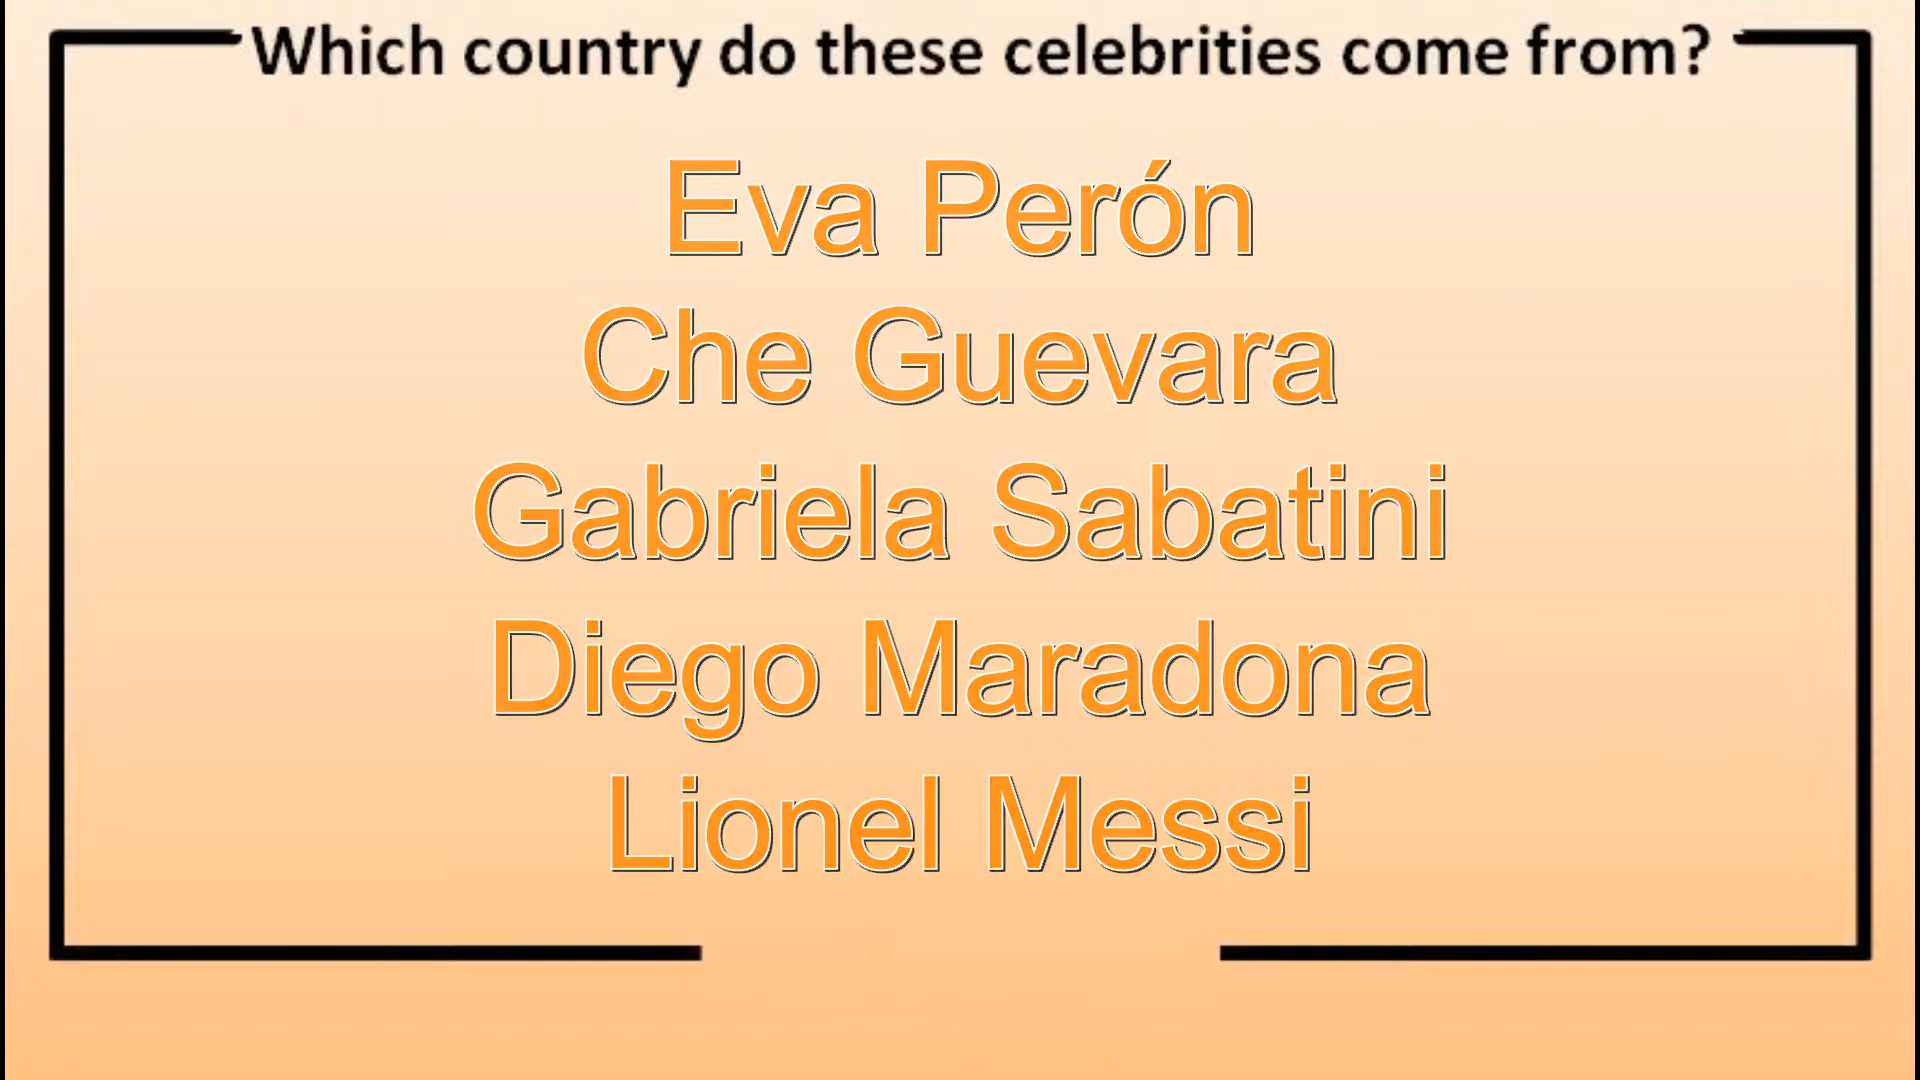 Which country do these celebrities come from?
Eva Perón
Che Guevara
Gabriela Sabatini
Diego Maradona
Lionel Messi